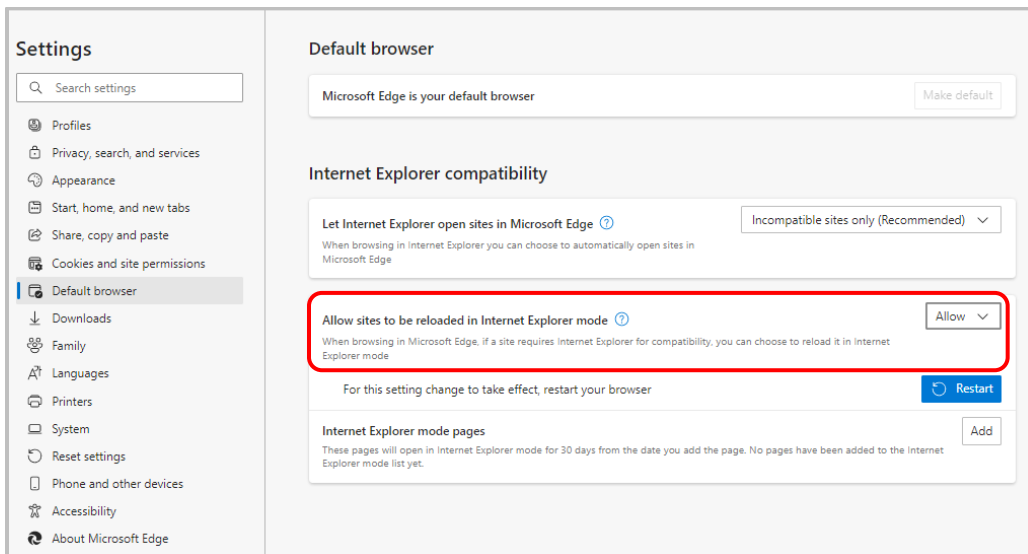 Settings
Search settings
Profiles
Privacy, search, and services
Appearance
Start, home, and new tabs
Share, copy and paste
Cookies and site permissions
Default browser
Downloads
Family
Languages
Printers
System
Reset settings
Phone and other devices
Accessibility
About Microsoft Edge
Default browser
Microsoft Edge is your default browser
Make default
Internet Explorer compatibility
Let Internet Explorer open sites in Microsoft Edge
Incompatible sites only (Recommended)
When browsing in Internet Explorer you can choose to automatically open sites in
Microsoft Edge
Allow sites to be reloaded in Internet Explorer mode
Allow
When browsing in Microsoft Edge, if a site requires Internet Explorer for compatibility, you can choose to reload it in Internet
Explorer mode
For this setting change to take effect, restart your browser
Restart
Internet Explorer mode pages
Add
These pages will open in Internet Explorer mode for 30 days from the date you add the page. No pages have been added to the Internet
Explorer mode list yet.